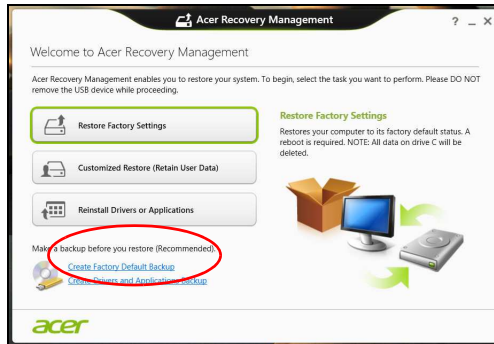 Acer Recovery Management
? _ X
Welcome to Acer Recovery Management
Acer Recovery Management enables you to restore your system. To begin, select the task you want to perform. Please DO NOT
remove the USB device while proceeding.
Restore Factory Settings
Customized Restore (Retain User Data)
Reinstall Drivers or Applications
Restore Factory Settings
Restores your computer to its factory default status. A
reboot is required. NOTE: All data on drive C will be
deleted.
Make a backup before you restore (Recommended).
Create Factory Default Backup
Create Drivers and Applications Backup
acer